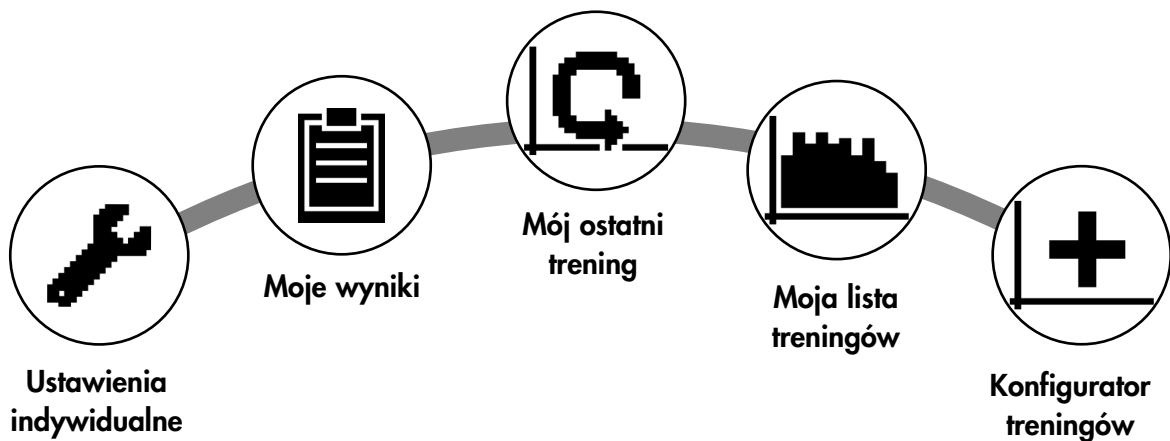 Ustawienia
indywidualne
Moje wyniki
Mój ostatni
trening
Moja lista
treningów
Konfigurator
treningów